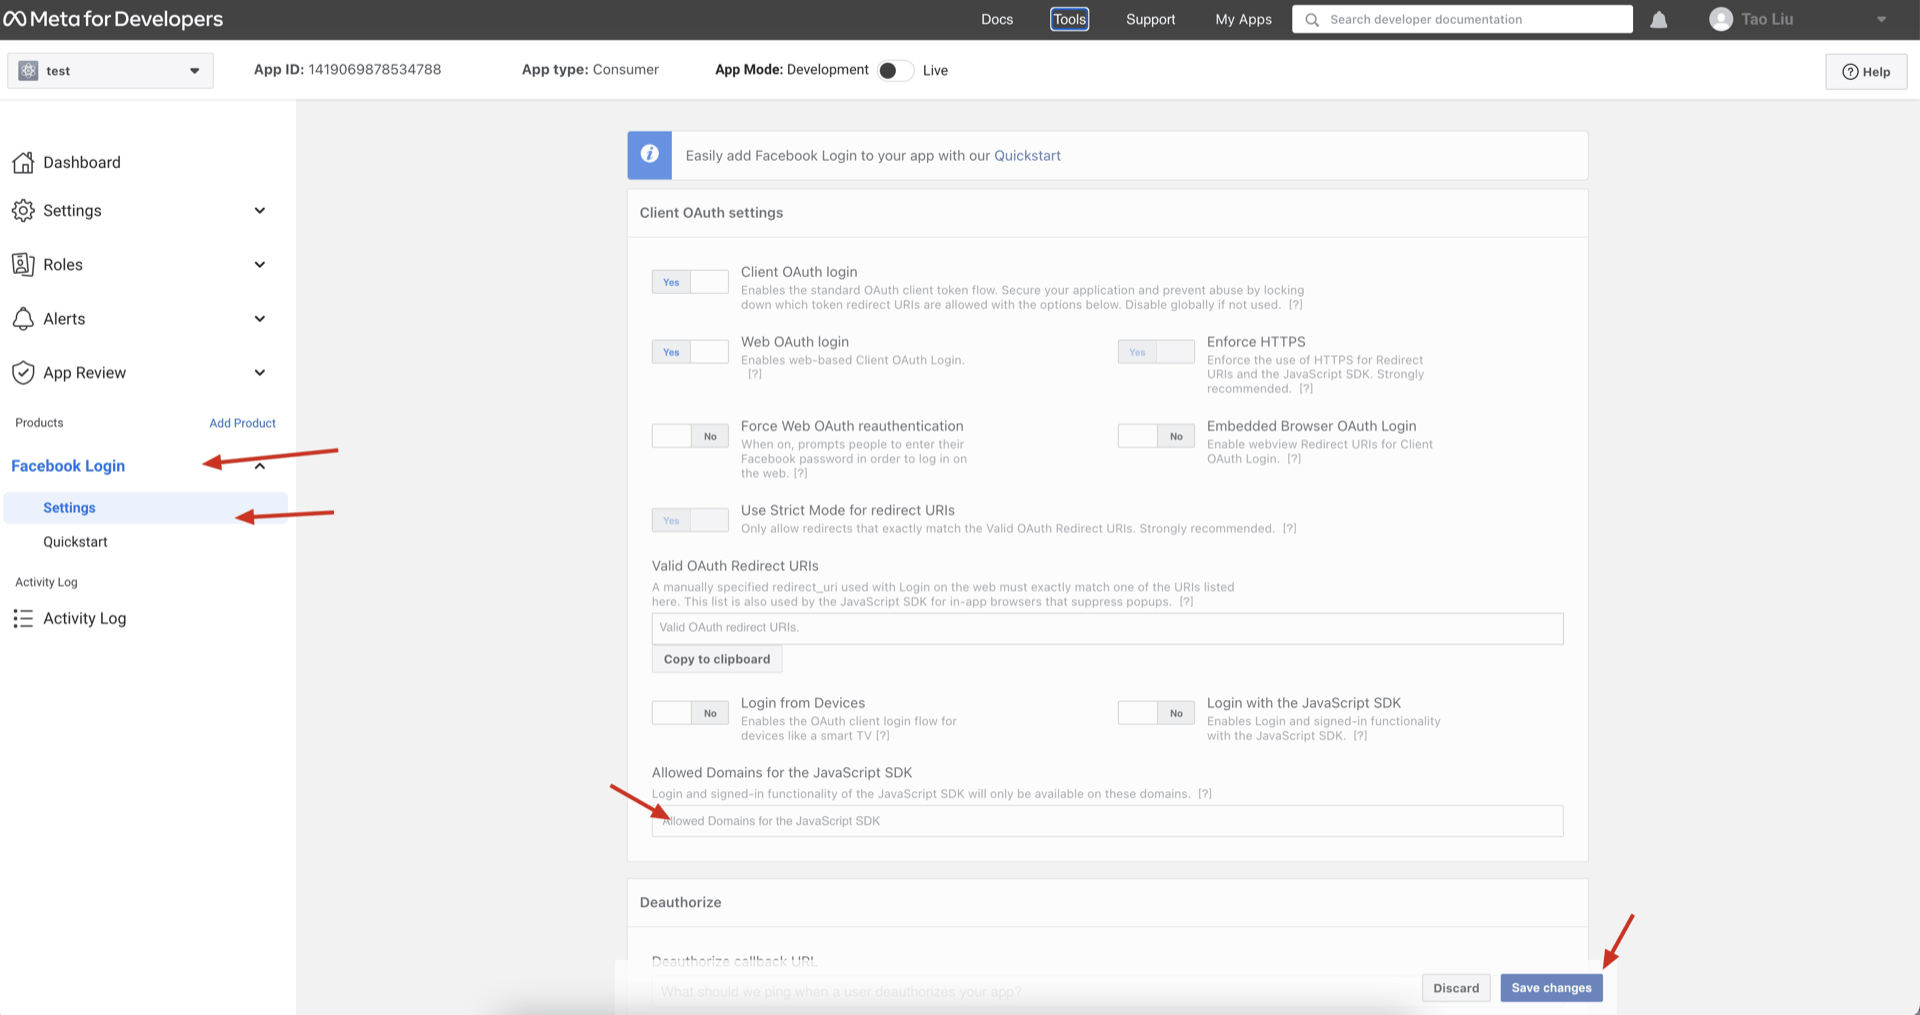 Meta for Developers
Docs
Tools
Support
My Apps
Search developer documentation
Tao Liu
test
App ID: 1419069878534788
App type: Consumer
App Mode: Development
Live
Help
Dashboard
Settings
Roles
Alerts
App Review
Products
Add Product
Facebook Login
Settings
Quickstart
Activity Log
Activity Log
Easily add Facebook Login to your app with our Quickstart
Client OAuth settings
Yes
Client OAuth login
Enables the standard OAuth client token flow. Secure your application and prevent abuse by locking
down which token redirect URIs are allowed with the options below. Disable globally if not used. [?]
Yes
Web OAuth login
Enables web-based Client OAuth Login.
[?]
Yes
Enforce HTTPS
Enforce the use of HTTPS for Redirect
URIs and the JavaScript SDK. Strongly
recommended. [?]
No
Force Web OAuth reauthentication
When on, prompts people to enter their
Facebook password in order to log in on
the web. [?]
No
Embedded Browser OAuth Login
Enable webview Redirect URIs for Client
OAuth Login. [?]
Yes
Use Strict Mode for redirect URIs
Only allow redirects that exactly match the Valid OAuth Redirect URIs. Strongly recommended. [?]
Valid OAuth Redirect URIs
A manually specified redirect_uri used with Login on the web must exactly match one of the URIs listed
here. This list is also used by the JavaScript SDK for in-app browsers that suppress popups. [?]
Valid OAuth redirect URIs.
Copy to clipboard
No
Login from Devices
Enables the OAuth client login flow for
devices like a smart TV [?]
No
Login with the JavaScript SDK
Enables Login and signed-in functionality
with the JavaScript SDK. [?]
Allowed Domains for the JavaScript SDK
Login and signed-in functionality of the JavaScript SDK will only be available on these domains. [?]
Allowed Domains for the JavaScript SDK
Deauthorize
Deauthorize callback URL
What should we ping when a user deauthorizes your app?
Discard
Save changes